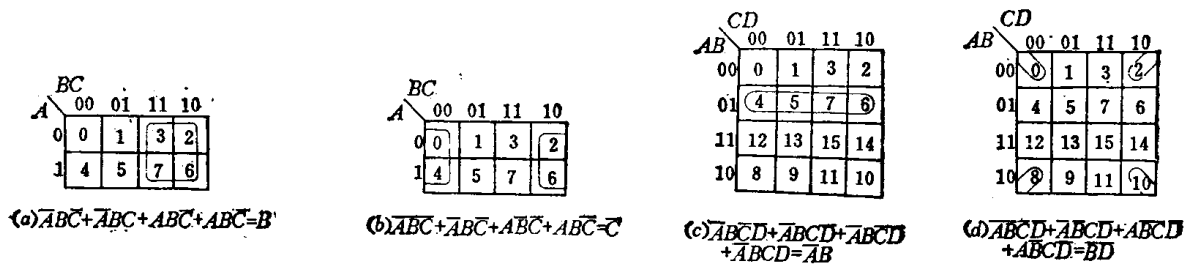 BC
A
00 01 11 10
0 0 1 3 2
1 4 5 7 6
(a) A̅BC̅+A̅BC+ABC+ABC̅=B
BC
A
00 01 11 10
0 0 1 3 2
1 4 5 7 6
(b) A̅B̅C̅+A̅BC̅+AB̅C̅+ABC̅=C̅
CD
AB
00 01 11 10
00 0 1 3 2
01 4 5 7 6
11 12 13 15 14
10 8 9 11 10
(c) A̅BC̅D̅+A̅BC̅D+A̅BCD̅
+A̅BCD=A̅B
CD
AB
00 01 11 10
00 0 1 3 2
01 4 5 7 6
11 12 13 15 14
10 8 9 11 10
(d) A̅B̅C̅D̅+A̅B̅CD̅+AB̅C̅D̅
+AB̅CD̅=B̅D̅